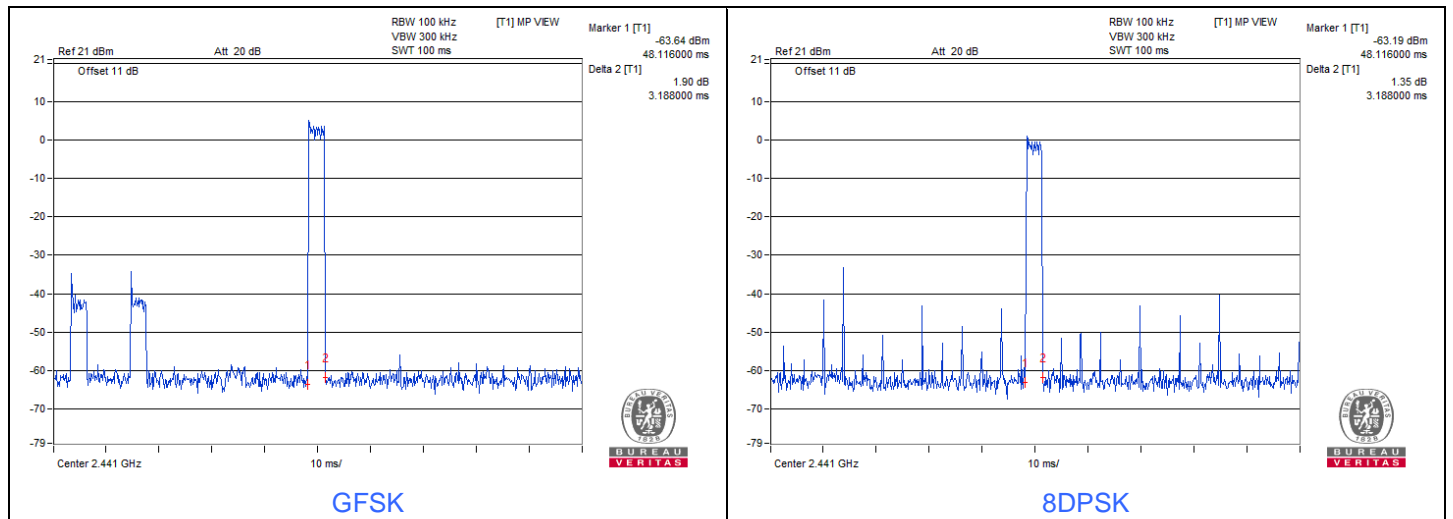 RBW 100 kHz [T1] MP VIEW
VBW 300 kHz
Ref 21 dBm Att 20 dB SWT 100 ms
Marker 1 [T1]
-63.64 dBm
48.116000 ms
Delta 2 [T1]
1.90 dB
3.188000 ms
21
Offset 11 dB
10
0
-10
-20
-30
-40
-50
-60
-70
-79
1
2
Center 2.441 GHz 10 ms/
BUREAU VERITAS
1828
BUREAU
VERITAS
GFSK
RBW 100 kHz [T1] MP VIEW
VBW 300 kHz
Ref 21 dBm Att 20 dB SWT 100 ms
Marker 1 [T1]
-63.19 dBm
48.116000 ms
Delta 2 [T1]
1.35 dB
3.188000 ms
21
Offset 11 dB
10
0
-10
-20
-30
-40
-50
-60
-70
-79
1
2
Center 2.441 GHz 10 ms/
BUREAU VERITAS
1828
BUREAU
VERITAS
8DPSK